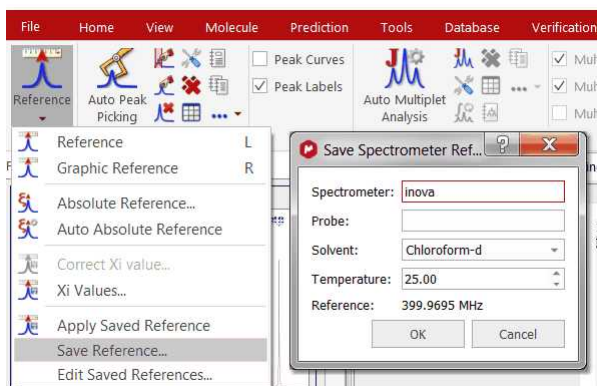 File Home View Molecule Prediction Tools Database Verification
Peak Curves
Peak Labels
Reference
Auto Peak
Picking
Auto Multiplet
Analysis
Reference L
Graphic Reference R
Absolute Reference...
Auto Absolute Reference
Correct Xi value...
Xi Values...
Apply Saved Reference
Save Reference...
Edit Saved References...
Save Spectrometer Ref...
Spectrometer: inova
Probe:
Solvent: Chloroform-d
Temperature: 25.00
Reference: 399.9695 MHz
OK Cancel